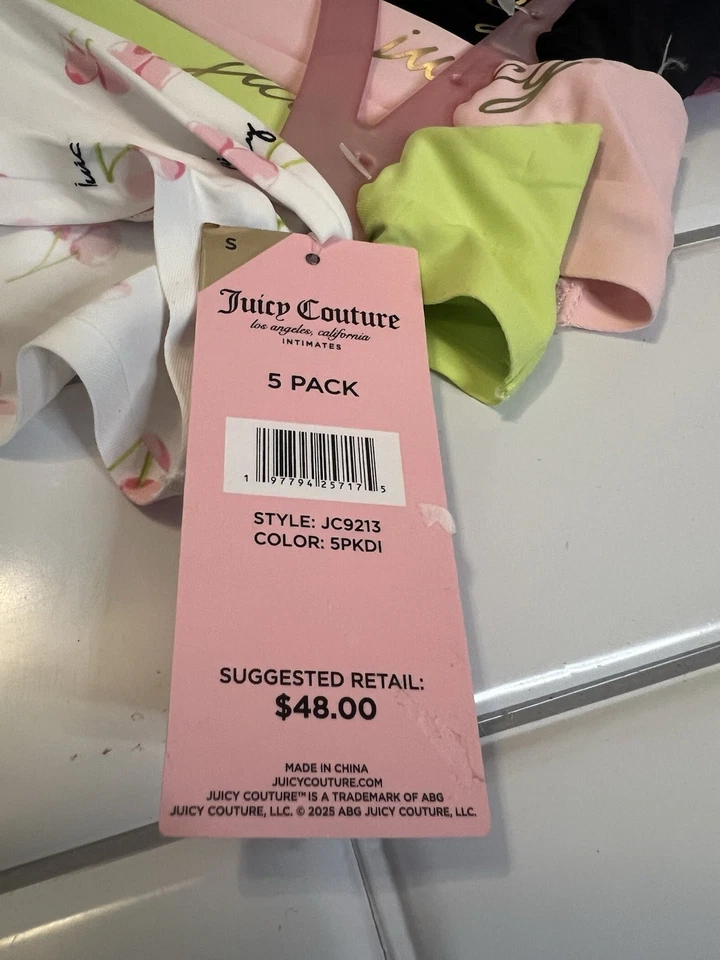 juicy
S
Juicy Couture
los angeles, california
INTIMATES
5 PACK
1 97794 25717 5
STYLE: JC9213
COLOR: 5PKDI
SUGGESTED RETAIL:
$48.00
MADE IN CHINA
JUICYCOUTURE.COM
JUICY COUTURE™ IS A TRADEMARK OF ABG
JUICY COUTURE, LLC. © 2025 ABG JUICY COUTURE, LLC.